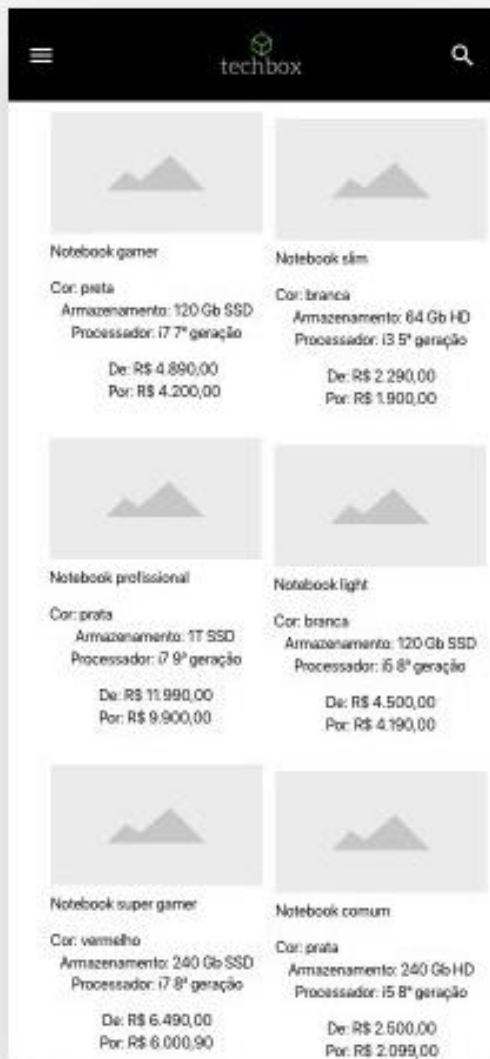 techbox
Notebook gamer
Cor: preta
Armazenamento: 120 Gb SSD
Processador: i7 7ª geração
De: R$ 4.890,00
Por: R$ 4.200,00
Notebook slim
Cor: branca
Armazenamento: 64 Gb HD
Processador: i3 5ª geração
De: R$ 2.290,00
Por: R$ 1.900,00
Notebook profissional
Cor: prata
Armazenamento: 1T SSD
Processador: i7 9ª geração
De: R$ 11.990,00
Por: R$ 9.900,00
Notebook light
Cor: branca
Armazenamento: 120 Gb SSD
Processador: i5 8ª geração
De: R$ 4.500,00
Por: R$ 4.190,00
Notebook super gamer
Cor: vermelho
Armazenamento: 240 Gb SSD
Processador: i7 8ª geração
De: R$ 6.490,00
Por: R$ 6.000,90
Notebook comum
Cor: prata
Armazenamento: 240 Gb HD
Processador: i5 8ª geração
De: R$ 2.500,00
Por: R$ 2.099,00